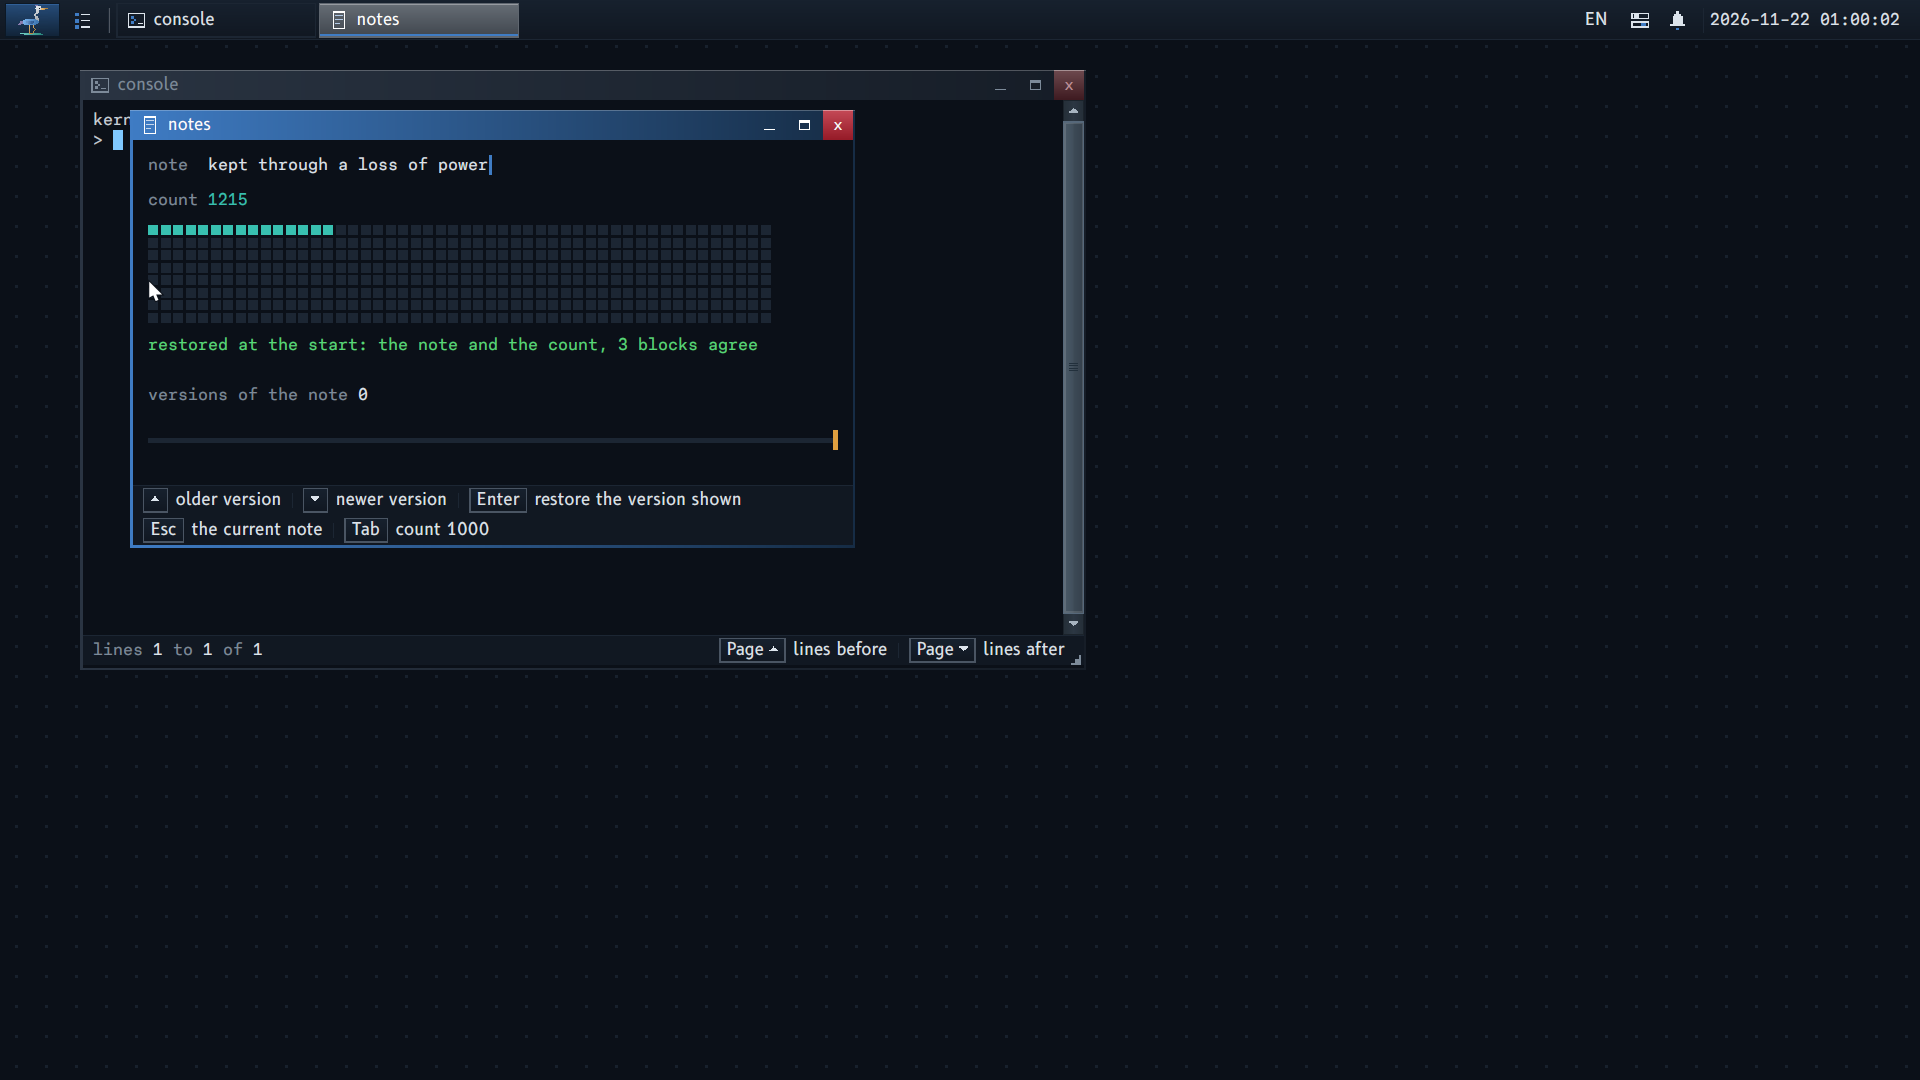 console
notes
EN
2026-11-22 01:00:02
console
x
kern
>
notes
x
note kept through a loss of power
count 1215
restored at the start: the note and the count, 3 blocks agree
versions of the note 0
older version
newer version
Enter restore the version shown
Esc the current note
Tab count 1000
lines 1 to 1 of 1
Page lines before
Page lines after